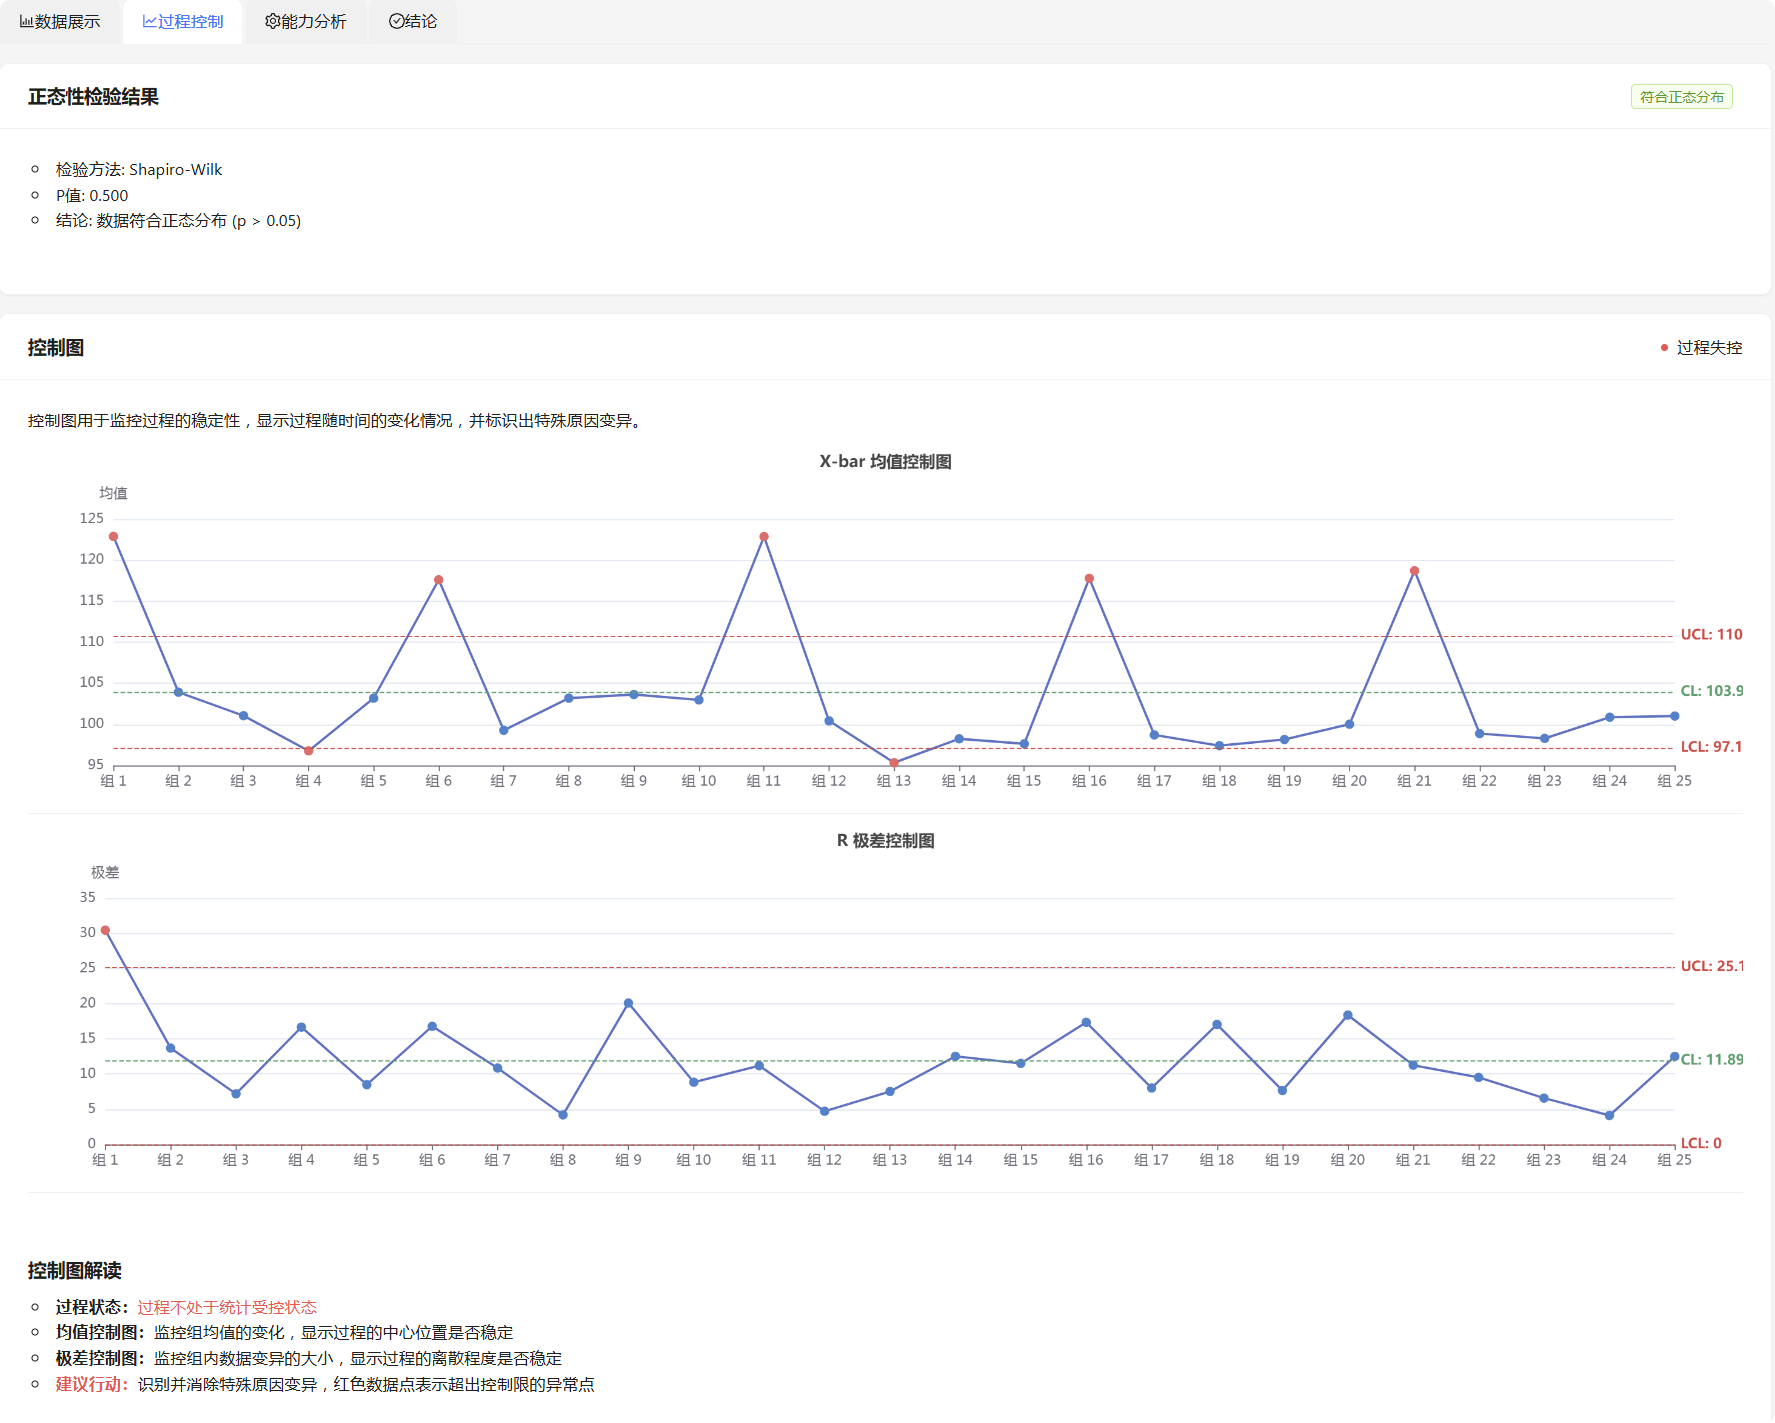 数据展示 过程控制 能力分析 结论
正态性检验结果 符合正态分布
检验方法: Shapiro-Wilk
P值: 0.500
结论: 数据符合正态分布 (p > 0.05)
控制图 过程失控
控制图用于监控过程的稳定性，显示过程随时间的变化情况，并标识出特殊原因变异。
X-bar 均值控制图
均值
125
120
115
110
105
100
95
UCL: 110
CL: 103.9
LCL: 97.1
组 1 组 2 组 3 组 4 组 5 组 6 组 7 组 8 组 9 组 10 组 11 组 12 组 13 组 14 组 15 组 16 组 17 组 18 组 19 组 20 组 21 组 22 组 23 组 24 组 25
R 极差控制图
极差
35
30
25
20
15
10
5
0
UCL: 25.1
CL: 11.89
LCL: 0
组 1 组 2 组 3 组 4 组 5 组 6 组 7 组 8 组 9 组 10 组 11 组 12 组 13 组 14 组 15 组 16 组 17 组 18 组 19 组 20 组 21 组 22 组 23 组 24 组 25
控制图解读
过程状态：过程不处于统计受控状态
均值控制图：监控组均值的变化，显示过程的中心位置是否稳定
极差控制图：监控组内数据变异的大小，显示过程的离散程度是否稳定
建议行动：识别并消除特殊原因变异，红色数据点表示超出控制限的异常点